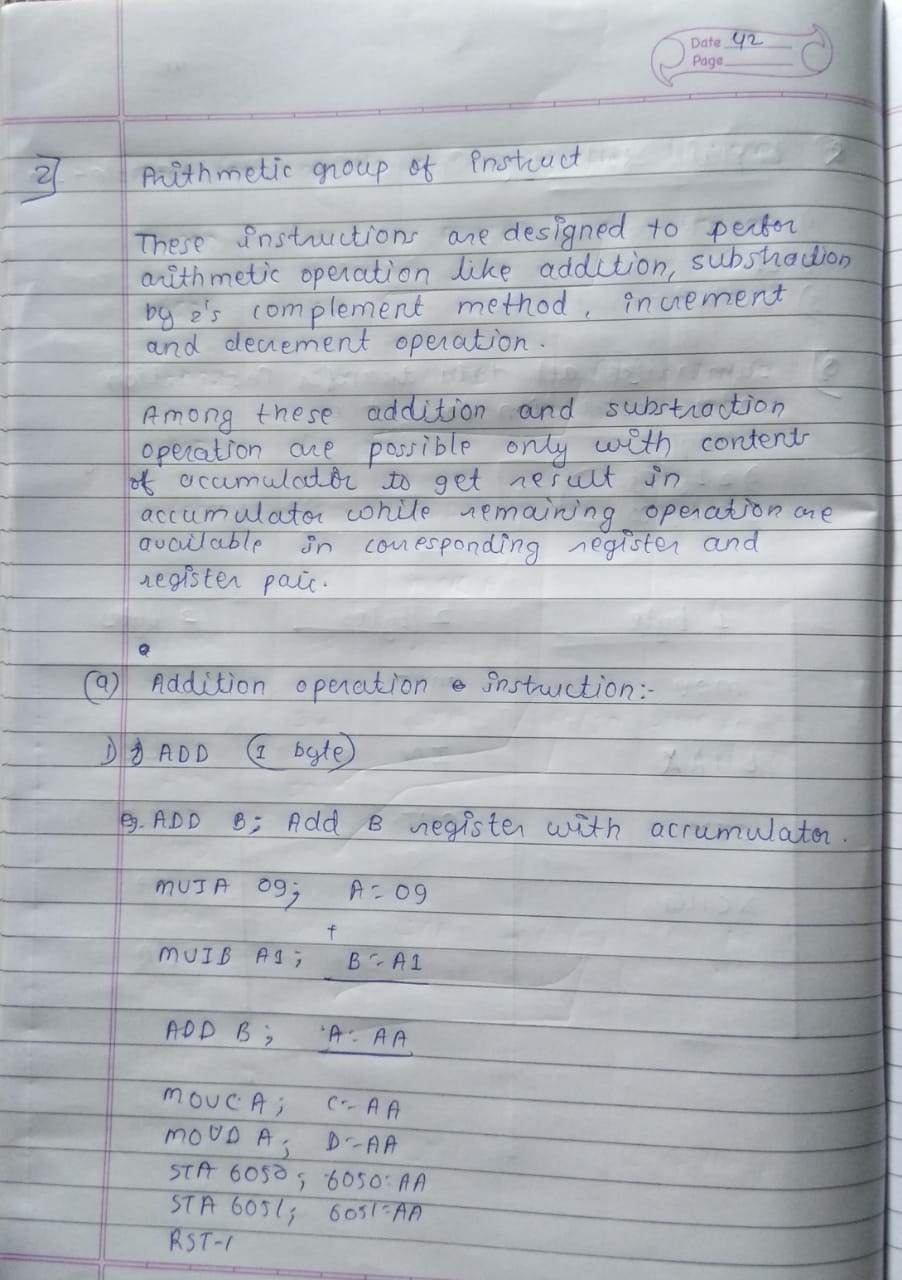 Date 42
Page
2] Arithmetic group of instruct
These instructions are designed to perfor
arithmetic operation like addition, substraction
by 2's complement method, increment
and decrement operation.
Among these addition and substraction
operation are possible only with contents
of accumulator to get result in
accumulator while remaining operation are
available in corresponding register and
register pair.
(a) Addition operation instruction:-
1) ADD (1 byte)
eg. ADD B; Add B register with accumulator.
MVIA 09; A=09
+
MVIB A1; B=A1
ADD B; A=AA
MOVC A; C=AA
MOVD A; D=AA
STA 6050; 6050=AA
STA 6051; 6051=AA
RST-1